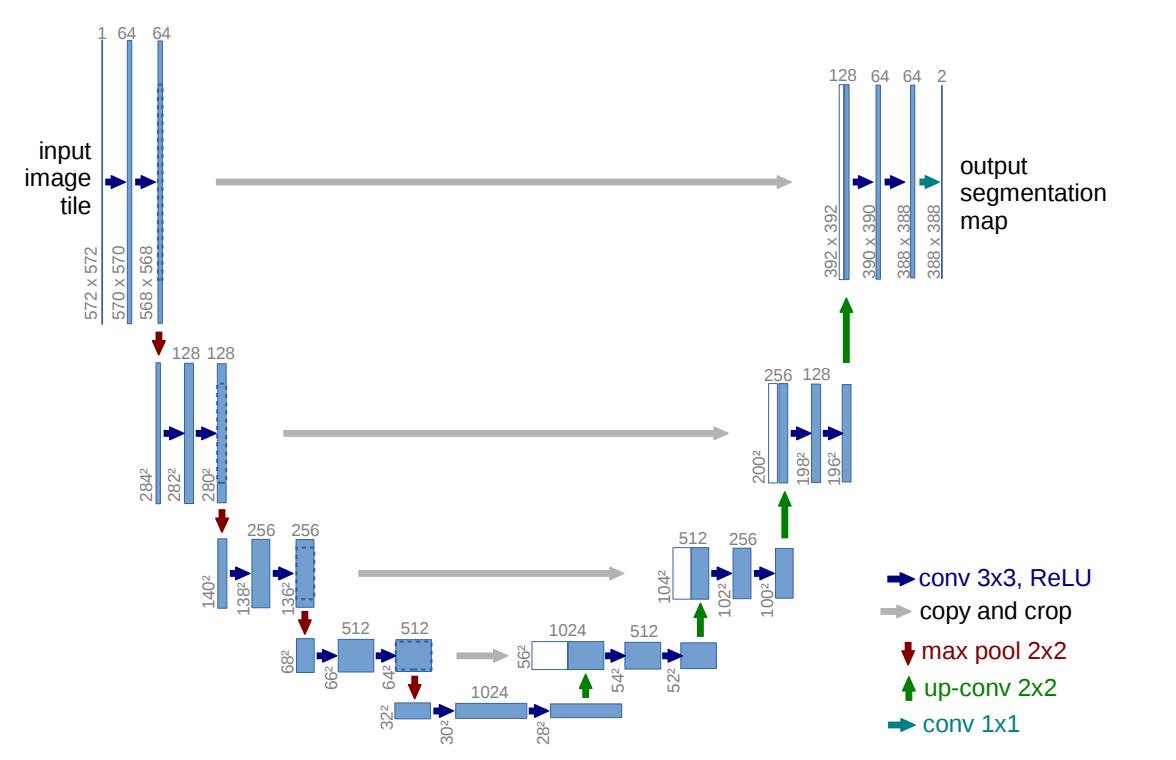 1 64 64
128
64 64 2
input
image
tile
output
segmentation
map
572 x 572
570 x 570
568 x 568
392 x 392
390 x 390
388 x 388
388 x 388
128 128
256 128
284²
282²
280²
200²
198²
196²
256 256
512 256
140²
138²
136²
104²
102²
100²
512 512
1024 512
68²
66²
64²
56²
54²
52²
1024
32²
30²
28²
conv 3x3, ReLU
copy and crop
max pool 2x2
up-conv 2x2
conv 1x1